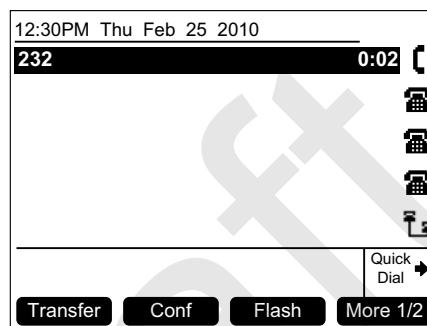 12:30PM Thu Feb 25 2010
232 0:02
Quick
Dial
Transfer Conf Flash More 1/2